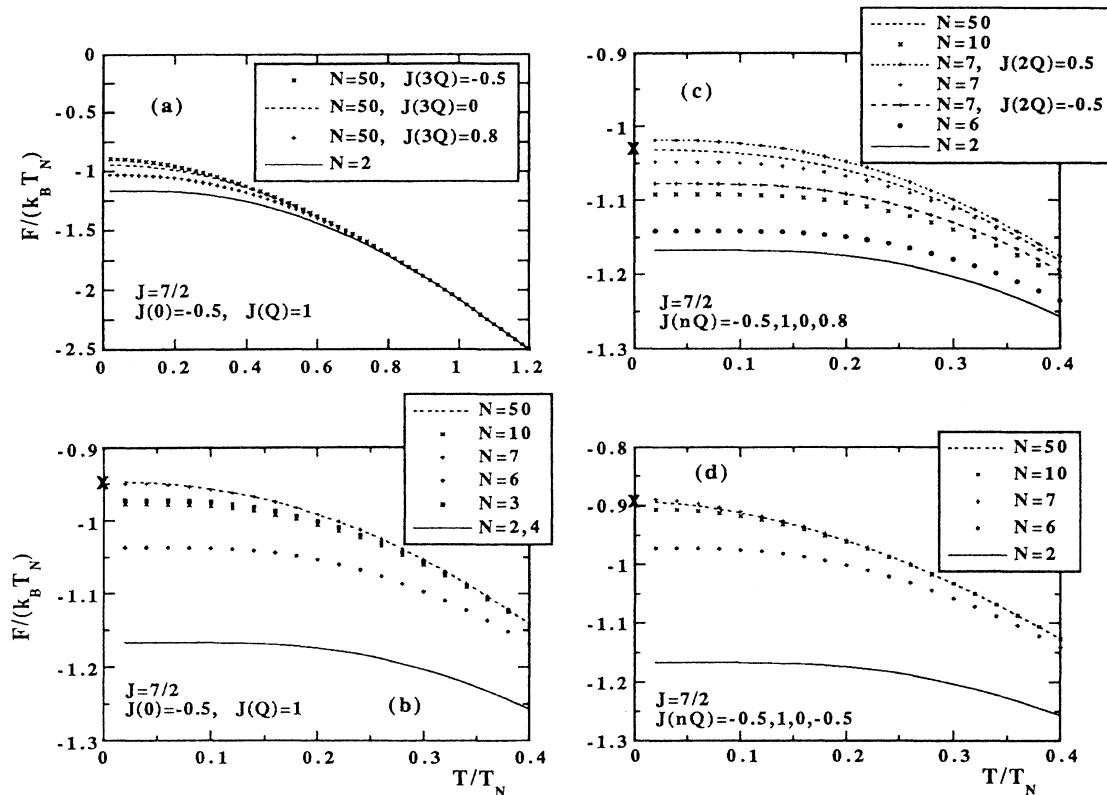 0
-0.5
-1
-1.5
-2
-2.5
F/(k_B T_N)
(a)
N=50, J(3Q)=-0.5
N=50, J(3Q)=0
N=50, J(3Q)=0.8
N=2
J=7/2
J(0)=-0.5, J(Q)=1
0 0.2 0.4 0.6 0.8 1 1.2
-0.9
-1
-1.1
-1.2
-1.3
F/(k_B T_N)
N=50
N=10
N=7
N=6
N=3
N=2,4
J=7/2
J(0)=-0.5, J(Q)=1
(b)
0 0.1 0.2 0.3 0.4
T/T_N
-0.9
-1
-1.1
-1.2
-1.3
(c)
N=50
N=10
N=7, J(2Q)=0.5
N=7
N=7, J(2Q)=-0.5
N=6
N=2
J=7/2
J(nQ)=-0.5,1,0,0.8
0 0.1 0.2 0.3 0.4
-0.8
-0.9
-1
-1.1
-1.2
-1.3
(d)
N=50
N=10
N=7
N=6
N=2
J=7/2
J(nQ)=-0.5,1,0,-0.5
0 0.1 0.2 0.3 0.4
T/T_N